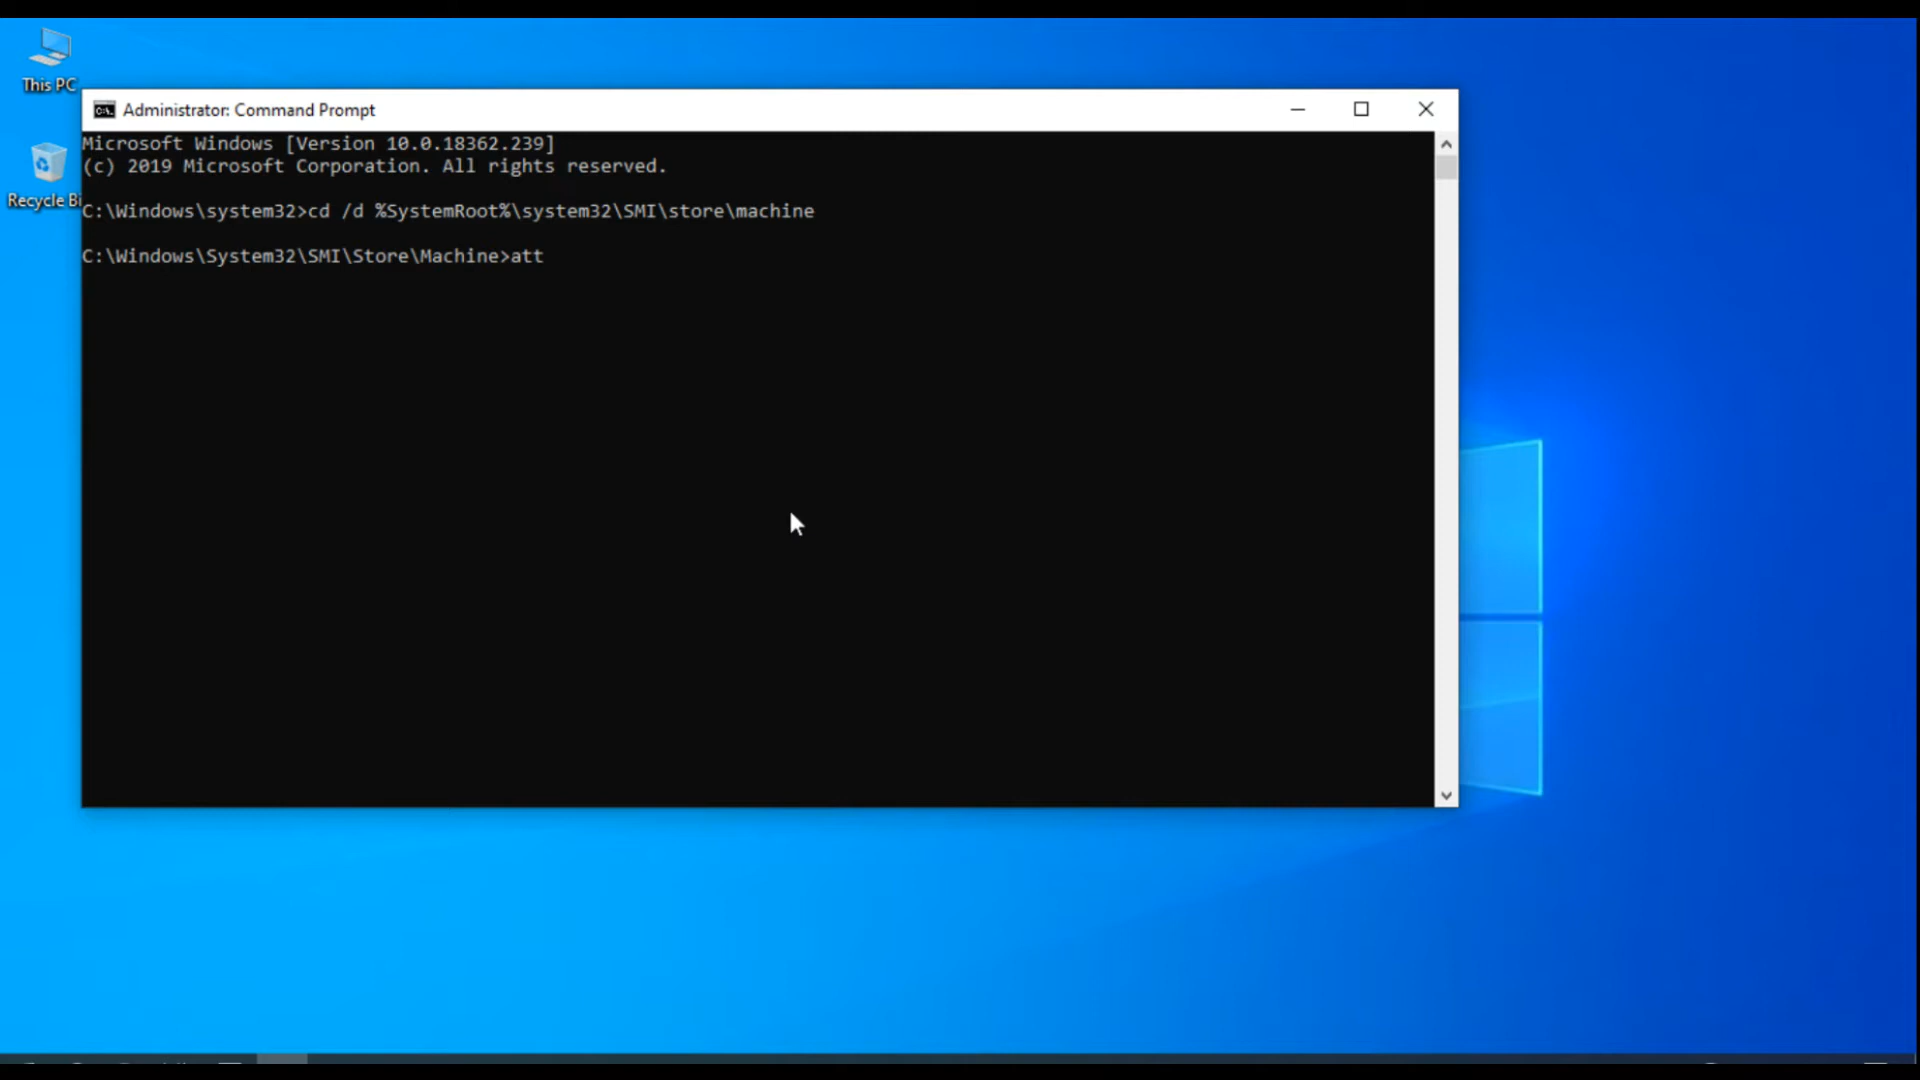 This PC
Administrator: Command Prompt
Microsoft Windows [Version 10.0.18362.239]
(c) 2019 Microsoft Corporation. All rights reserved.
Recycle Bi
C:\Windows\system32>cd /d %SystemRoot%\system32\SMI\store\machine
C:\Windows\System32\SMI\Store\Machine>att